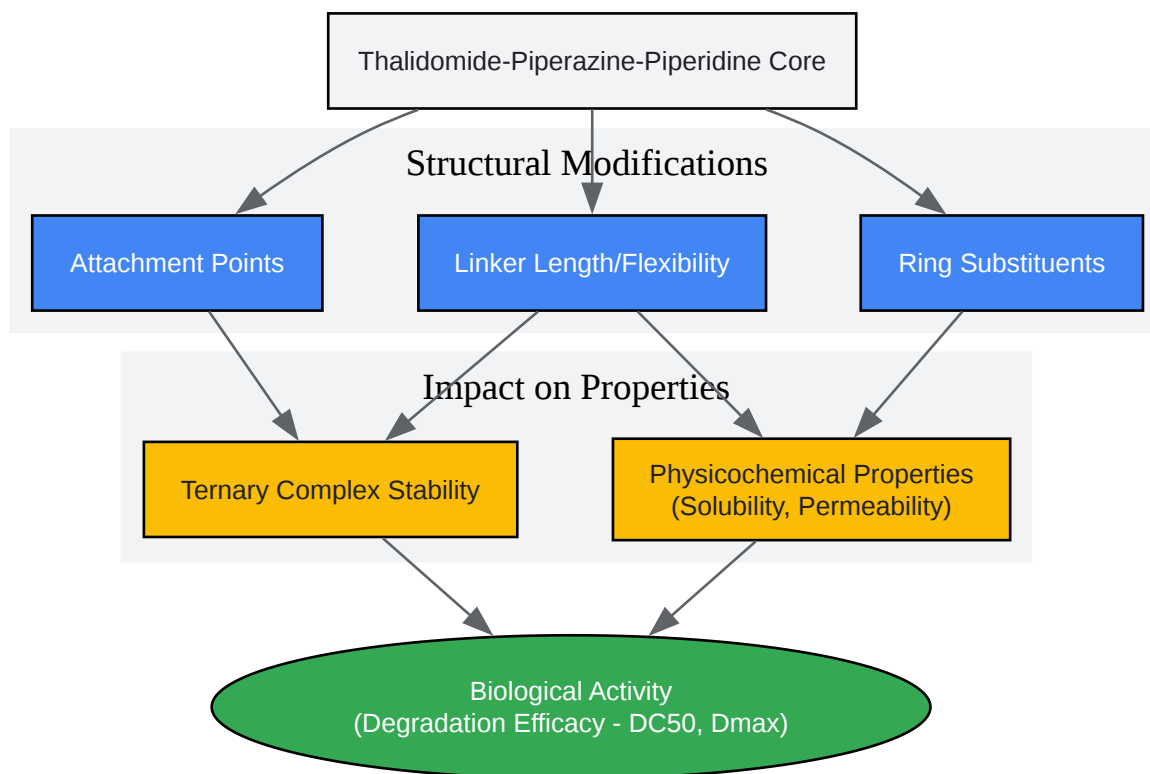 Thalidomide-Piperazine-Piperidine Core
Structural Modifications
Attachment Points
Linker Length/Flexibility
Ring Substituents
Impact on Properties
Ternary Complex Stability
Physicochemical Properties
(Solubility, Permeability)
Biological Activity
(Degradation Efficacy - DC50, Dmax)